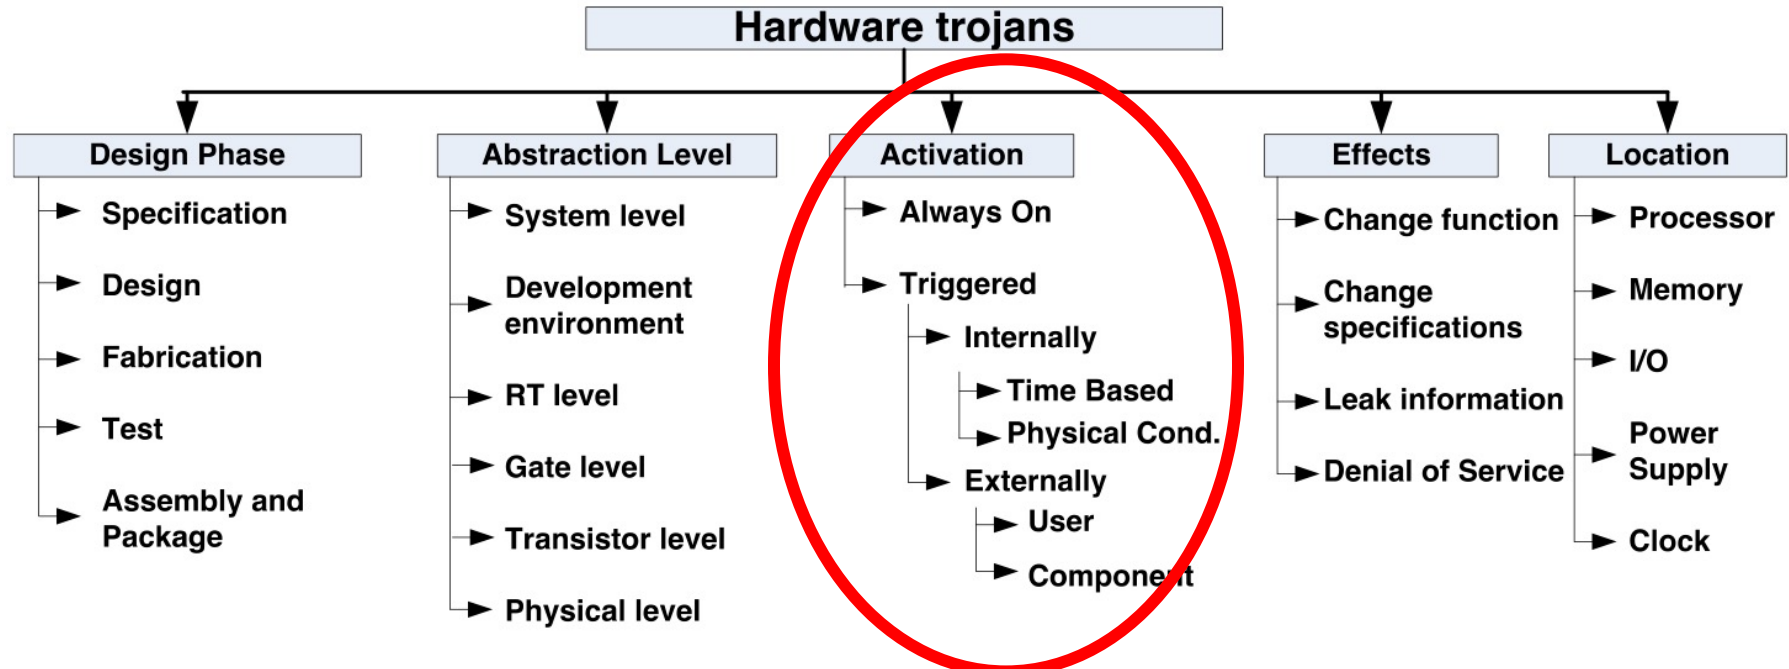 Hardware trojans
Design Phase
Specification
Design
Fabrication
Test
Assembly and
Package
Abstraction Level
System level
Development
environment
RT level
Gate level
Transistor level
Physical level
Activation
Always On
Triggered
Internally
Time Based
Physical Cond.
Externally
User
Component
Effects
Change function
Change
specifications
Leak information
Denial of Service
Location
Processor
Memory
I/O
Power
Supply
Clock